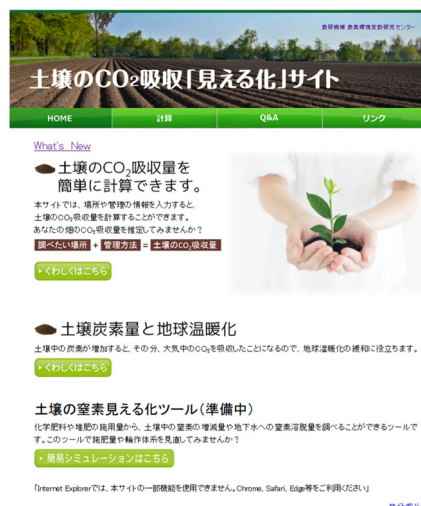 農研機構 農業環境変動研究センター
土壌のCO2吸収「見える化」サイト
HOME 計算 Q&A リンク
What's New
土壌のCO2吸収量を
簡単に計算できます。
本サイトでは、場所や管理の情報を入力すると、
土壌のCO2吸収量を計算することができます。
あなたの畑のCO2吸収量を推定してみませんか？
調べたい場所 + 管理方法 = 土壌のCO2吸収量
くわしくはこちら
土壌炭素量と地球温暖化
土壌中の炭素が増加すると、その分、大気中のCO2を吸収したことになるので、地球温暖化の緩和に役立ちます。
くわしくはこちら
土壌の窒素見える化ツール（準備中）
化学肥料や堆肥の施用量から、土壌中の窒素の増減量や地下水への窒素溶脱量を調べることができるツールで
す。このツールで施肥量や輪作体系を見直してみませんか？
簡易シミュレーションはこちら
「Internet Explorerでは、本サイトの一部機能を使用できません。Chrome、Safari、Edge等をご利用ください」